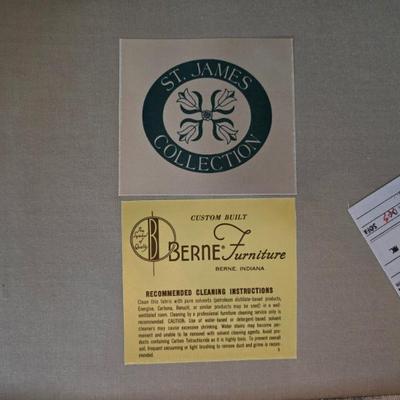 ST. JAMES
COLLECTION
CUSTOM BUILT
BERNE® Furniture
BERNE, INDIANA
RECOMMENDED CLEANING INSTRUCTIONS
Clean this fabric with pure solvents (petroleum distillate-based products,
Energine, Carbona, Renuzit, or similar products may be used) in a well-
ventilated room. Cleaning by a professional furniture cleaning service only is
recommended. CAUTION: Use of water-based or detergent-based solvent
cleaners may cause excessive shrinking. Water stains may become per-
manent and unable to be removed with solvent cleaning agents. Avoid pro-
ducts containing Carbon Tetrachloride as it is highly toxic. To prevent overall
soil, frequent vacuuming or light brushing to remove dust and grime is recom-
mended.